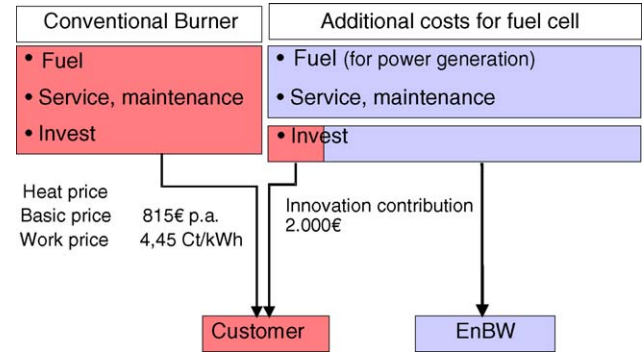 Conventional Burner
Additional costs for fuel cell
• Fuel
• Service, maintenance
• Invest
• Fuel (for power generation)
• Service, maintenance
• Invest
Heat price
Basic price 815€ p.a.
Work price 4,45 Ct/kWh
Innovation contribution
2.000€
Customer
EnBW